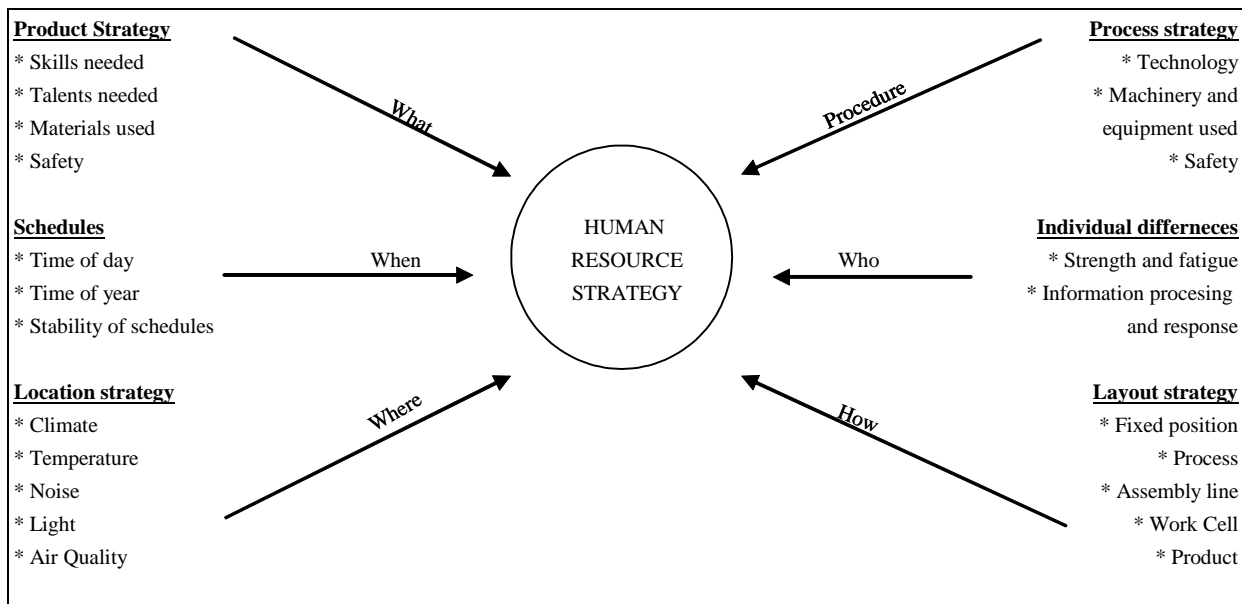 Product Strategy
* Skills needed
* Talents needed
* Materials used
* Safety
What
Schedules
* Time of day
* Time of year
* Stability of schedules
When
Location strategy
* Climate
* Temperature
* Noise
* Light
* Air Quality
Where
HUMAN
RESOURCE
STRATEGY
Process strategy
* Technology
* Machinery and
equipment used
* Safety
Procedure
Individual differneces
* Strength and fatigue
* Information procesing
and response
Who
Layout strategy
* Fixed position
* Process
* Assembly line
* Work Cell
* Product
How